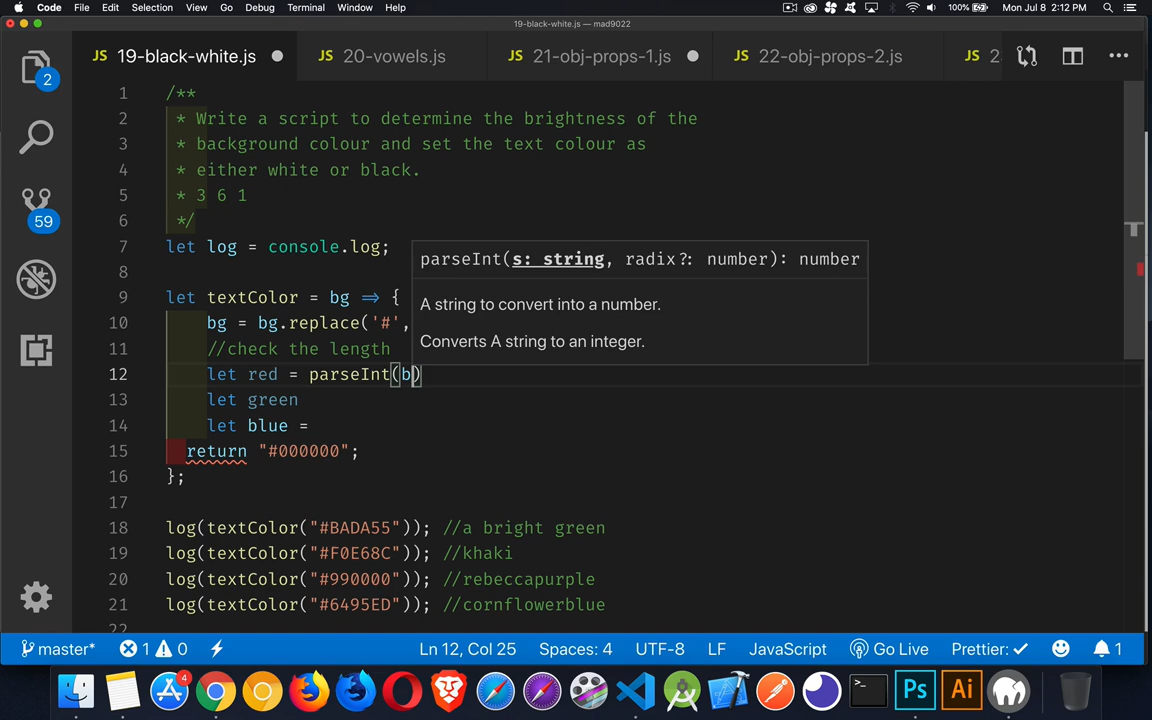 Code File Edit Selection View Go Debug Terminal Window Help 100% Mon Jul 8 2:12 PM
19-black-white.js — mad9022
JS 19-black-white.js JS 20-vowels.js JS 21-obj-props-1.js JS 22-obj-props-2.js JS 2
2
59
1 /**
2 * Write a script to determine the brightness of the
3 * background colour and set the text colour as
4 * either white or black.
5 * 3 6 1
6 */
7 let log = console.log;
8
9 let textColor = bg => {
10 bg = bg.replace('#',
11 //check the length
12 let red = parseInt(b)
13 let green
14 let blue =
15 return "#000000";
16 };
17
18 log(textColor("#BADA55")); //a bright green
19 log(textColor("#F0E68C")); //khaki
20 log(textColor("#990000")); //rebeccapurple
21 log(textColor("#6495ED")); //cornflowerblue
22
parseInt(s: string, radix?: number): number
A string to convert into a number.
Converts A string to an integer.
master* 1 0 Ln 12, Col 25 Spaces: 4 UTF-8 LF JavaScript Go Live Prettier: ✓ 1
4
>_ Ps Ai